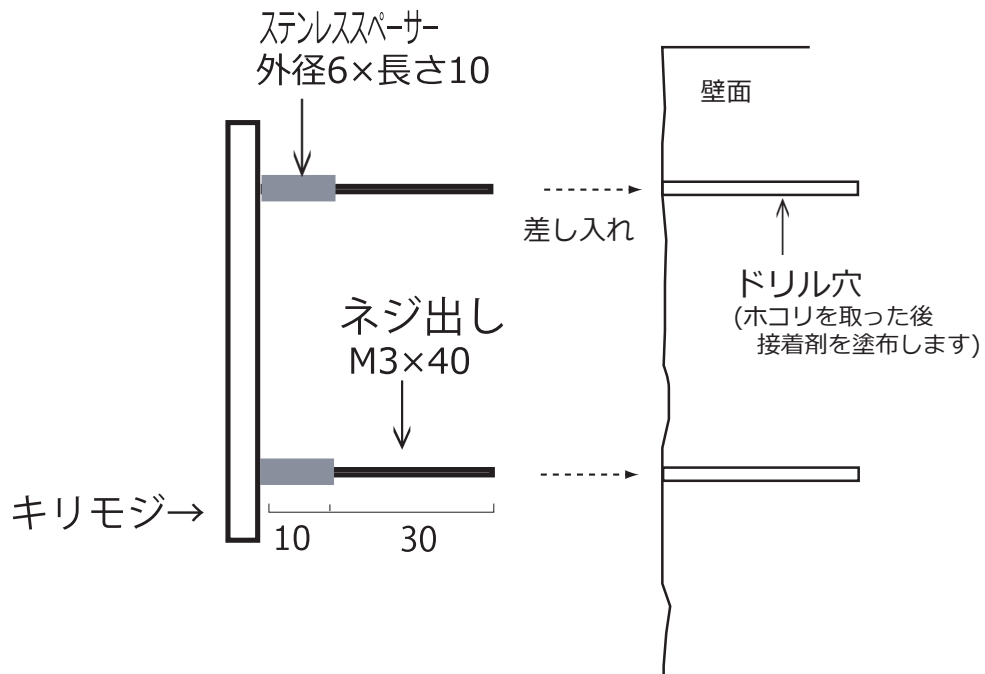 ステンレススペーサー
外径6×長さ10
壁面
差し入れ
ドリル穴
(ホコリを取った後
接着剤を塗布します)
ネジ出し
M3×40
キリモジ→
10
30